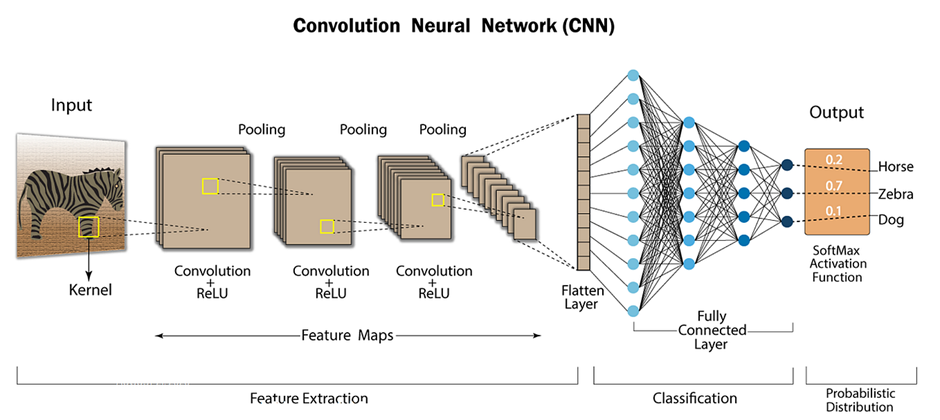 Convolution Neural Network (CNN)
Input
Output
Pooling
Pooling
Pooling
0.2
Horse
0.7
Zebra
0.1
Dog
Kernel
Convolution
+
ReLU
Convolution
+
ReLU
Convolution
+
ReLU
Flatten
Layer
SoftMax
Activation
Function
Feature Maps
Fully
Connected
Layer
Feature Extraction
Classification
Probabilistic
Distribution